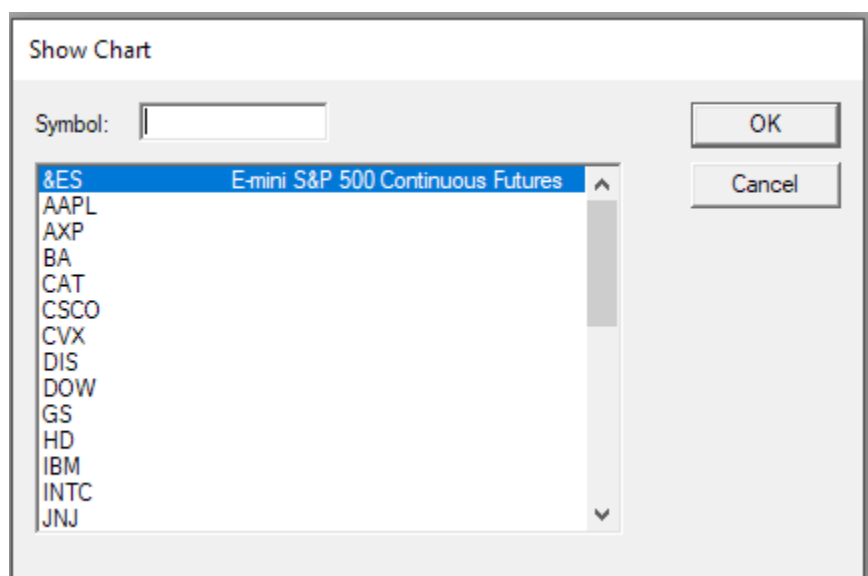 Show Chart
Symbol:
OK
Cancel
&ES E-mini S&P 500 Continuous Futures
AAPL
AXP
BA
CAT
CSCO
CVX
DIS
DOW
GS
HD
IBM
INTC
JNJ